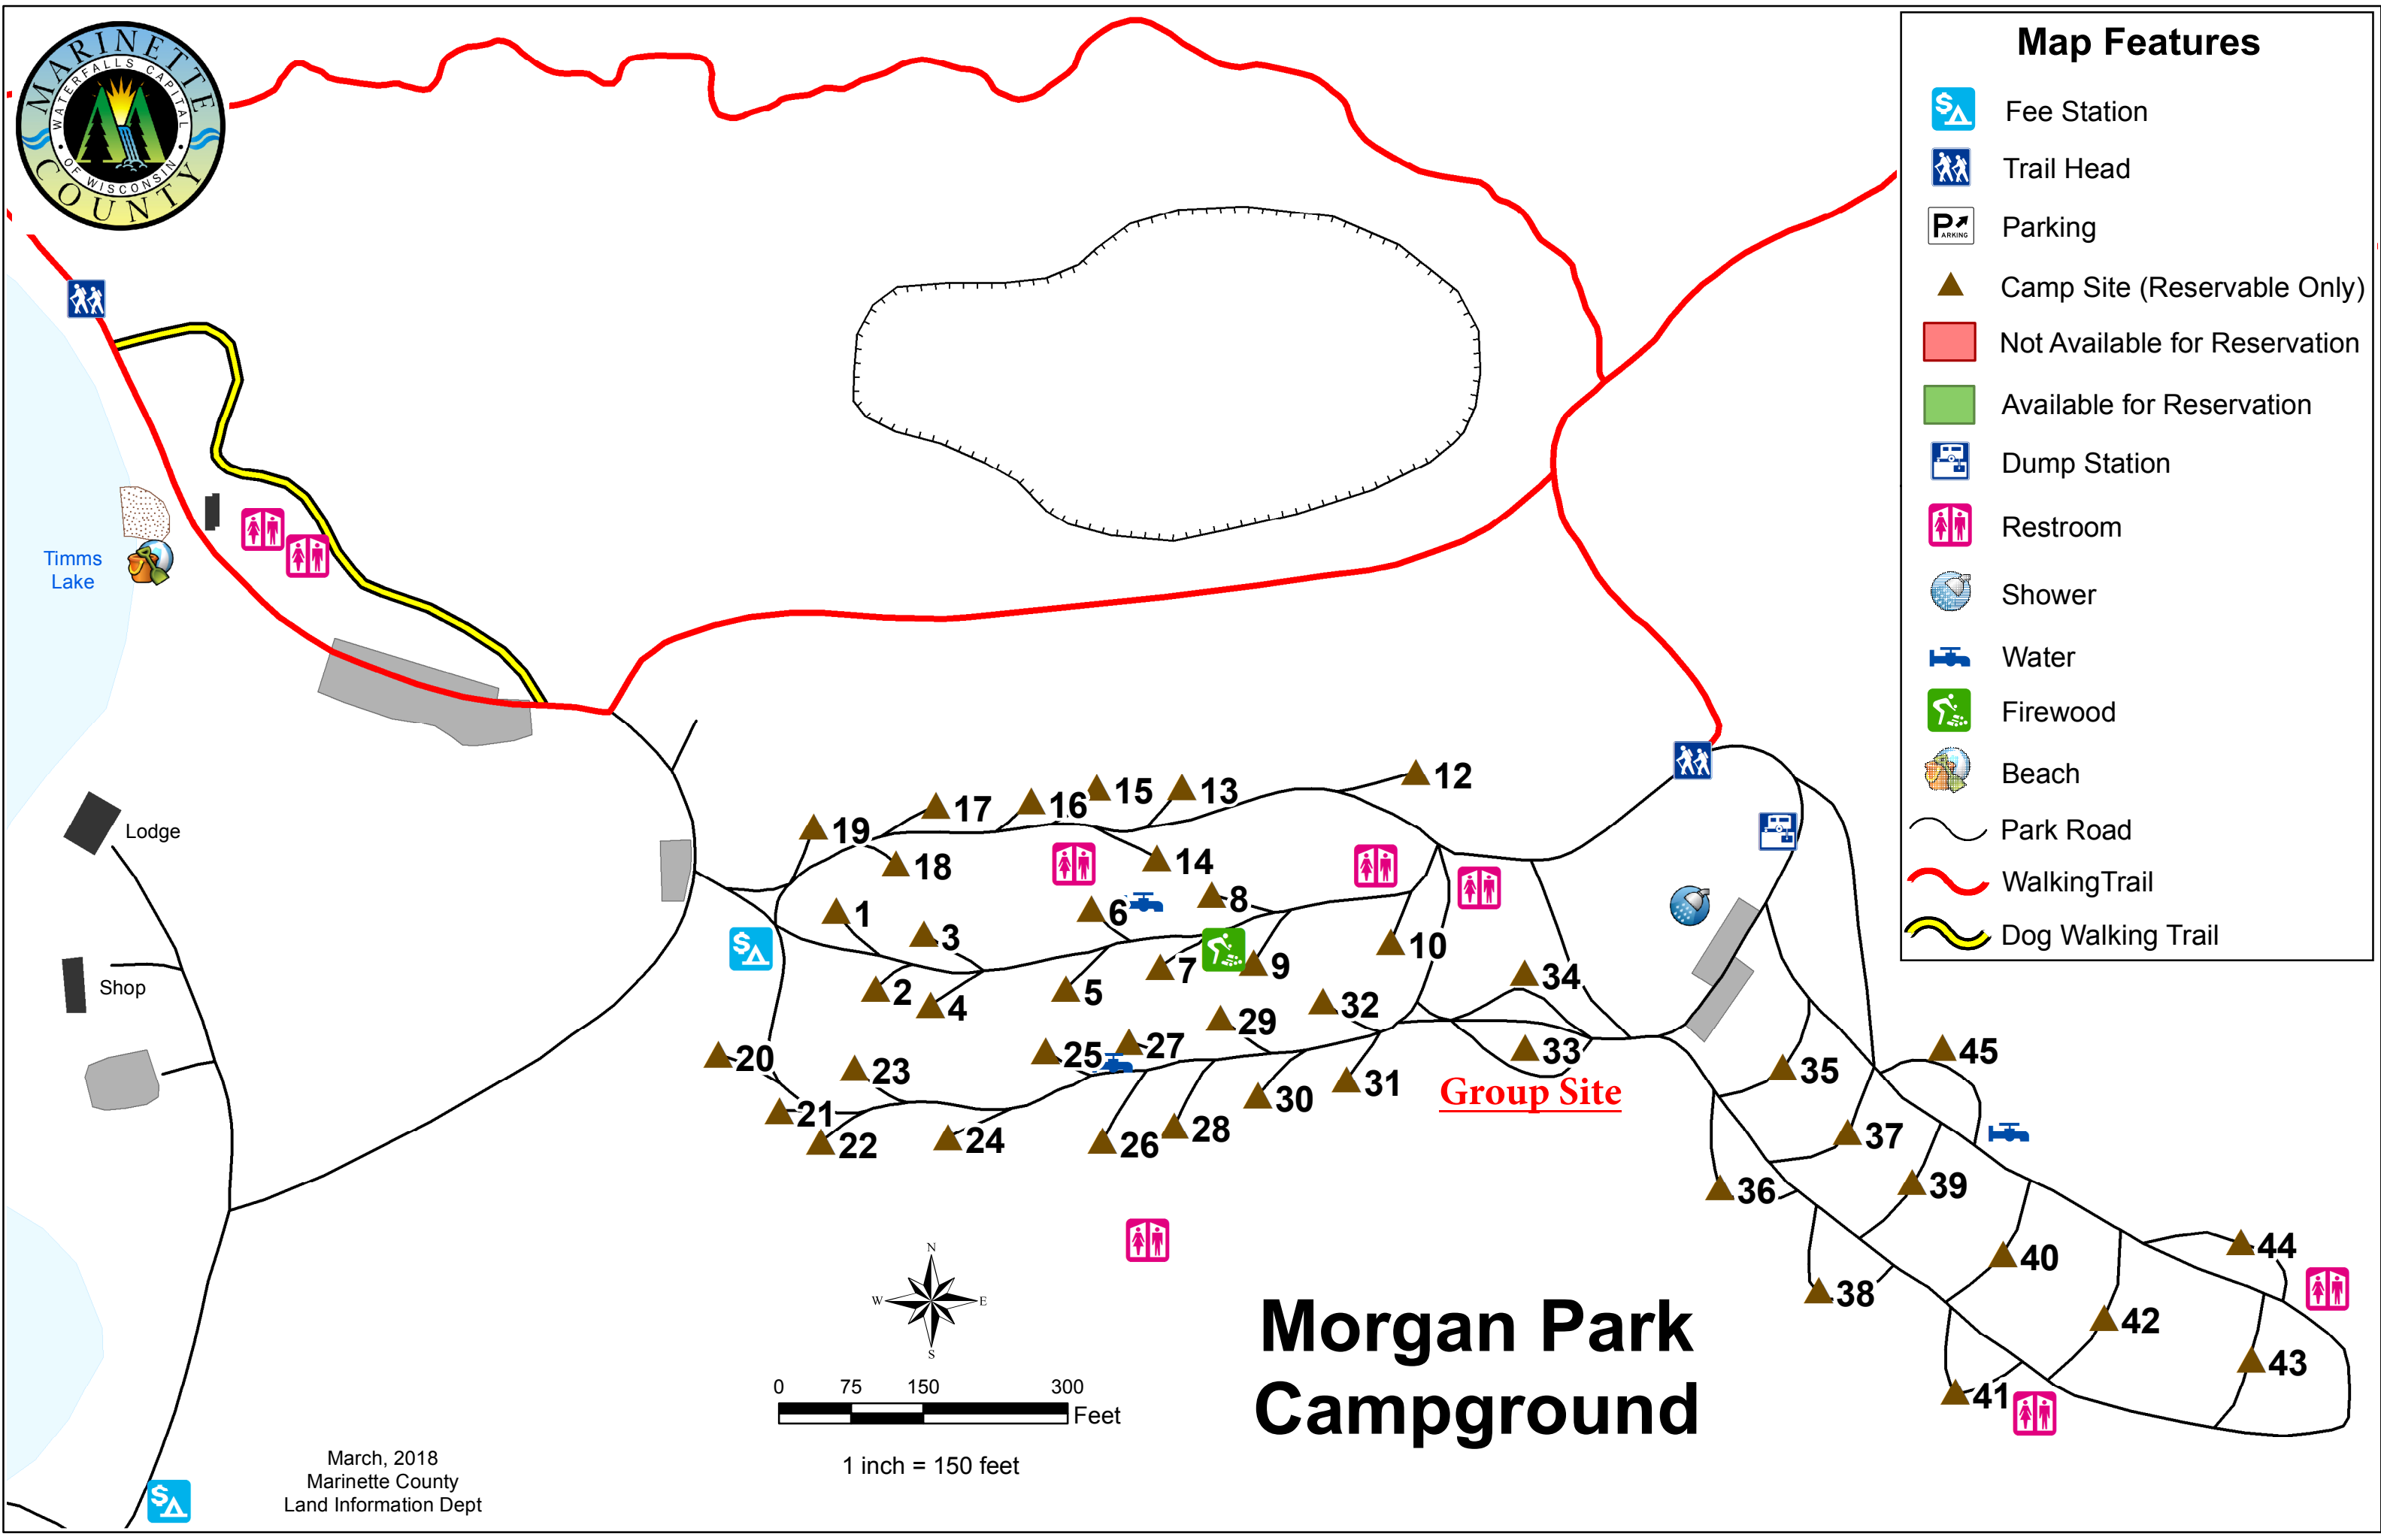 MARINETTE
COUNTY
WATERFALLS CAPITAL
• OF WISCONSIN •
Map Features
$
Fee Station
Trail Head
P
ARKING
Parking
Camp Site (Reservable Only)
Not Available for Reservation
Available for Reservation
Dump Station
Restroom
Shower
Water
Firewood
Beach
Park Road
WalkingTrail
Dog Walking Trail
Timms
Lake
Lodge
Shop
12
15
13
16
17
19
14
18
8
6
1
3
10
7
9
34
2
5
4
32
29
27
25
33
20
23
Group Site
31
30
21
28
22
24
26
45
35
37
39
36
44
40
38
42
43
41
$
N
W
E
S
0 75 150 300
Feet
1 inch = 150 feet
Morgan Park
Campground
March, 2018
Marinette County
Land Information Dept
$